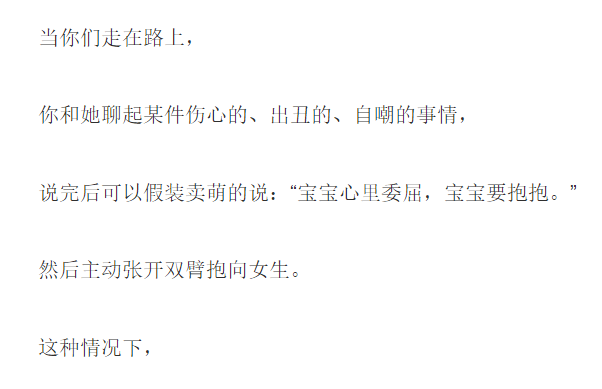 当你们走在路上，
你和她聊起某件伤心的、出丑的、自嘲的事情，
说完后可以假装卖萌的说：“宝宝心里委屈，宝宝要抱抱。”
然后主动张开双臂抱向女生。
这种情况下，